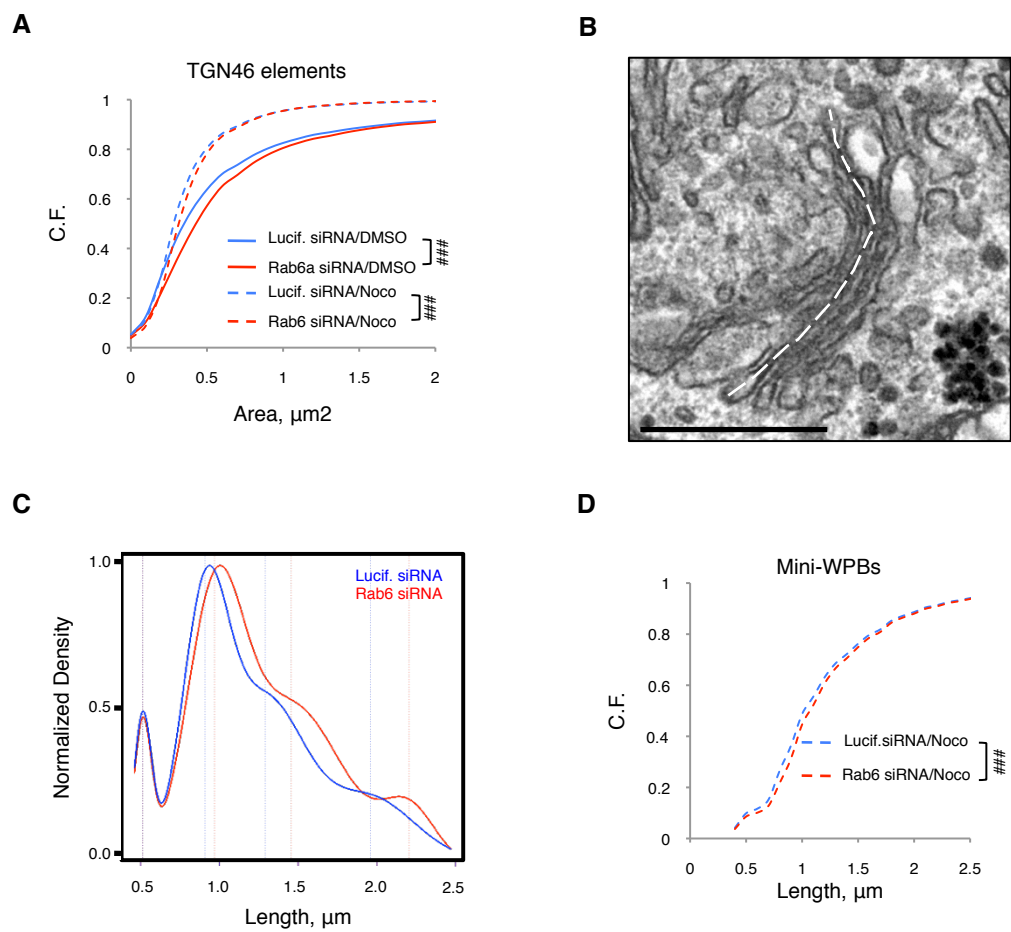 A
TGN46 elements
1
0.8
0.6
0.4
0.2
0
C.F.
Lucif. siRNA/DMSO
Rab6a siRNA/DMSO
###
Lucif. siRNA/Noco
Rab6 siRNA/Noco
###
0 0.5 1 1.5 2
Area, µm2
B
C
1.0
0.5
0.0
Normalized Density
Lucif. siRNA
Rab6 siRNA
0.5 1.0 1.5 2.0 2.5
Length, µm
D
Mini-WPBs
1
0.8
0.6
0.4
0.2
0
C.F.
Lucif.siRNA/Noco
Rab6 siRNA/Noco
###
0 0.5 1 1.5 2 2.5
Length, µm